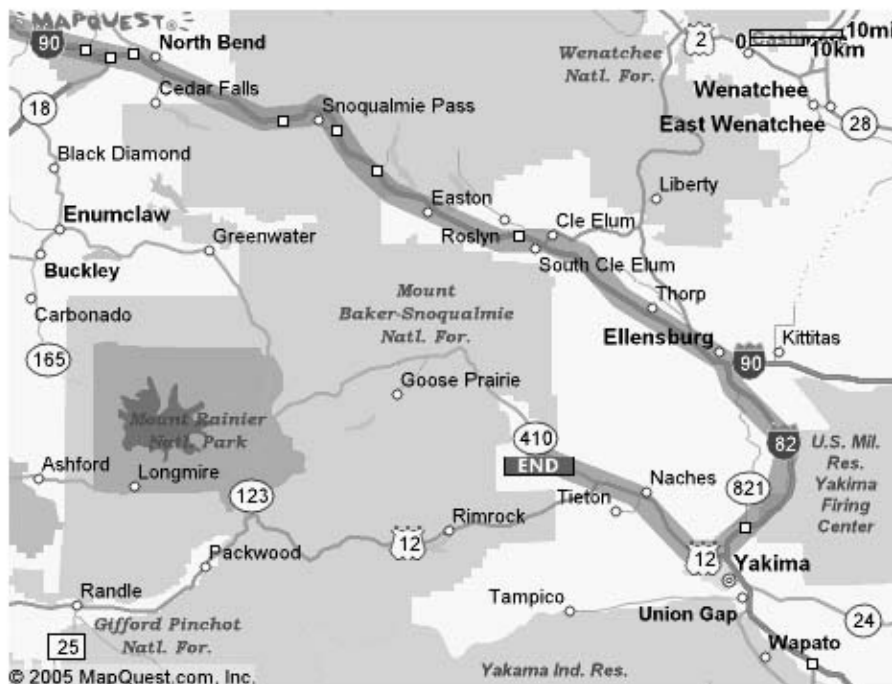 MAPQUEST
90
North Bend
Cedar Falls
18
Snoqualmie Pass
Wenatchee
Natl. For.
2
0
10mi
10km
Wenatchee
East Wenatchee
28
Black Diamond
Enumclaw
Buckley
Greenwater
Carbonado
165
Easton
Roslyn
Cle Elum
South Cle Elum
Liberty
Thorp
Ellensburg
Kittitas
90
Mount
Baker-Snoqualmie
Natl. For.
Goose Prairie
Mount Rainier
Natl. Park
410
END
82
U.S. Mil.
Res.
Yakima
Firing
Center
Ashford
Longmire
123
Naches
Tieton
821
Rimrock
12
12
Packwood
Yakima
Randle
Tampico
Union Gap
24
Gifford Pinchot
Natl. For.
25
Wapato
Yakama Ind. Res.
© 2005 MapQuest.com, Inc.